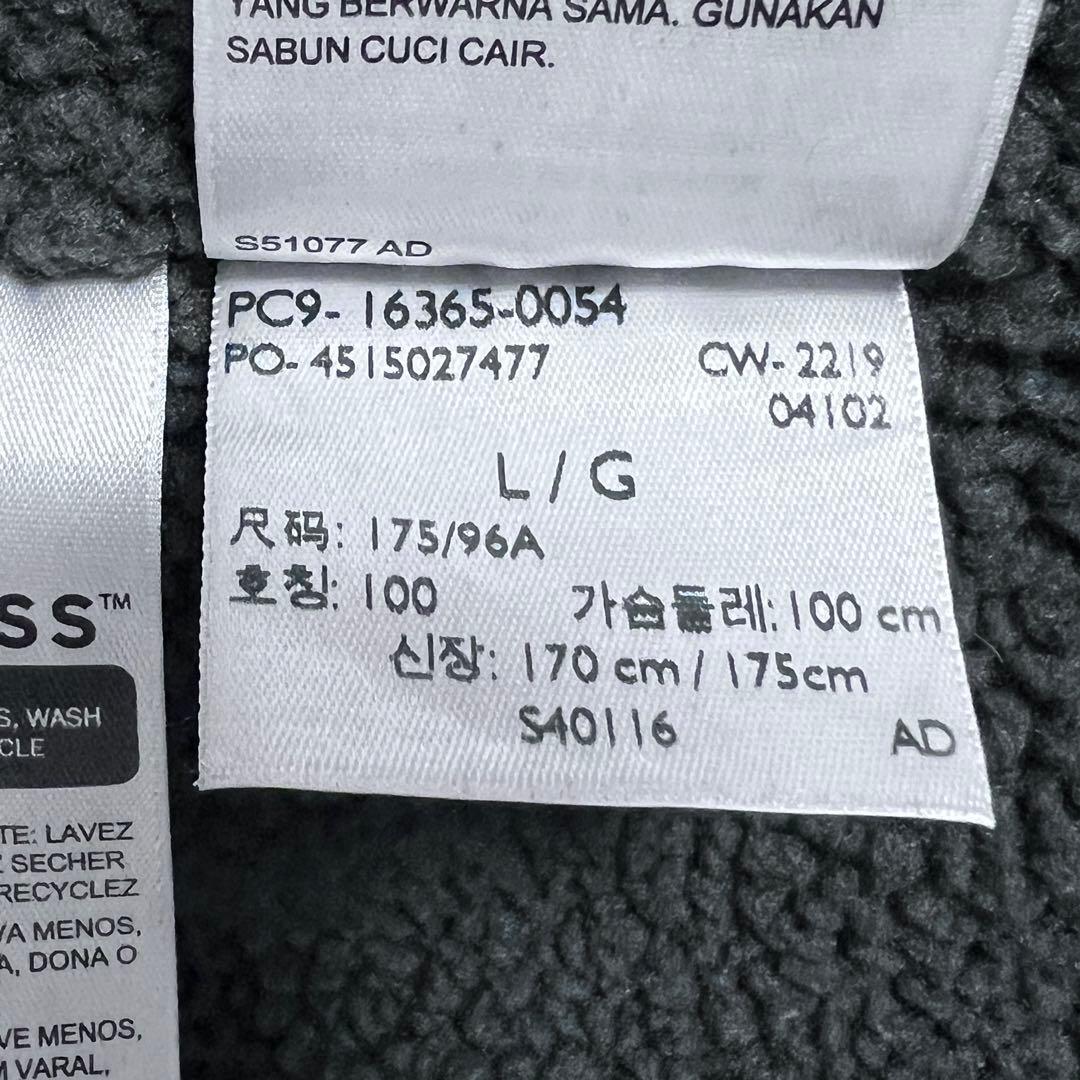 YANG BERWARNA SAMA. GUNAKAN
SABUN CUCI CAIR.
S51077 AD
PC9- 16365-0054
PO- 4515027477 CW- 2219
04102
L / G
尺码: 175/96A
호칭: 100 가슴둘레: 100 cm
신장: 170 cm / 175cm
S40116 AD
SS™
S, WASH
CLE
TE: LAVEZ
Z SECHER
RECYCLEZ
VA MENOS,
A, DONA O
VE MENOS,
M VARAL,